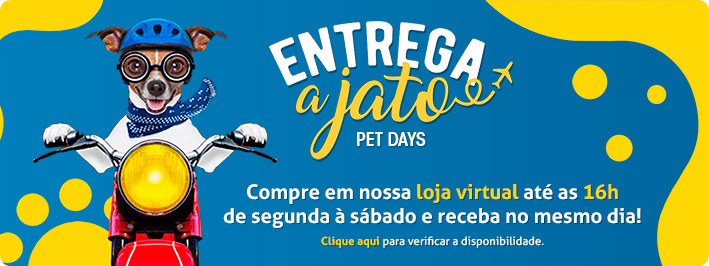 ENTREGA
a jato
PET DAYS
Compre em nossa loja virtual até as 16h
de segunda à sábado e receba no mesmo dia!
Clique aqui para verificar a disponibilidade.